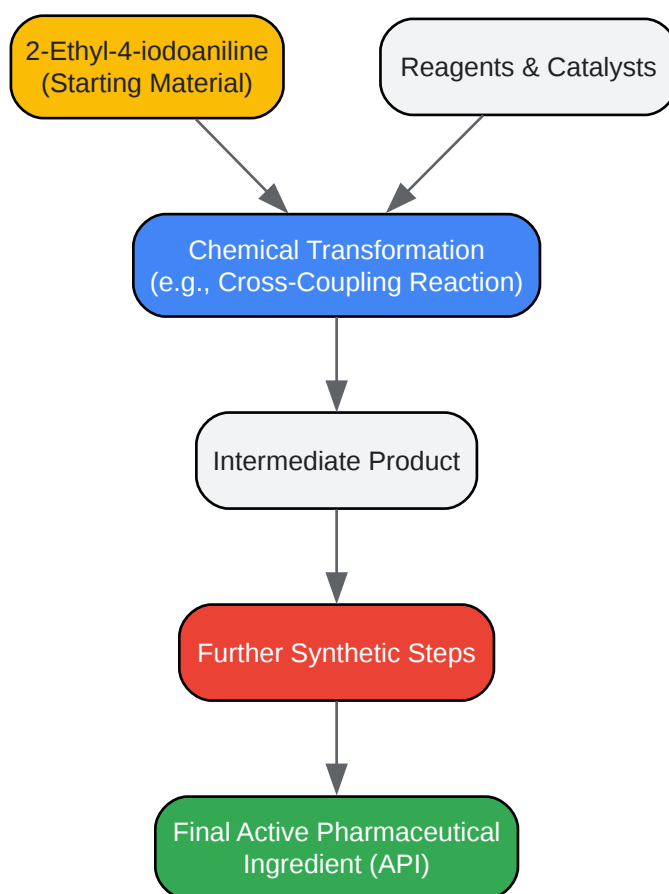 2-Ethyl-4-iodoaniline
(Starting Material)
Reagents & Catalysts
Chemical Transformation
(e.g., Cross-Coupling Reaction)
Intermediate Product
Further Synthetic Steps
Final Active Pharmaceutical
Ingredient (API)